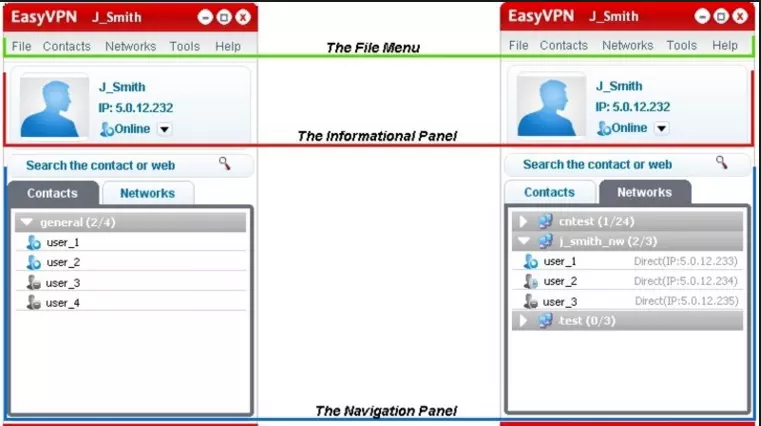 EasyVPN J_Smith
File Contacts Networks Tools Help
J_Smith
IP: 5.0.12.232
Online
Search the contact or web
Contacts Networks
general (2/4)
user_1
user_2
user_3
user_4
The File Menu
The Informational Panel
The Navigation Panel
EasyVPN J_Smith
File Contacts Networks Tools Help
J_Smith
IP: 5.0.12.232
Online
Search the contact or web
Contacts Networks
cntest (1/24)
j_smith_nw (2/3)
user_1 Direct(IP:5.0.12.233)
user_2 Direct(IP:5.0.12.234)
user_3 Direct(IP:5.0.12.235)
test (0/3)